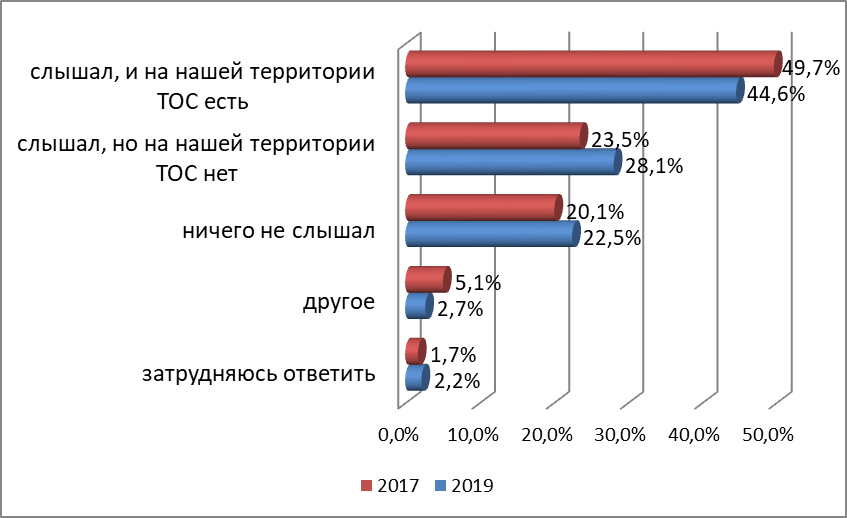 слышал, и на нашей территории
ТОС есть
49,7%
44,6%
слышал, но на нашей территории
ТОС нет
23,5%
28,1%
ничего не слышал
20,1%
22,5%
другое
5,1%
2,7%
затрудняюсь ответить
1,7%
2,2%
0,0% 10,0% 20,0% 30,0% 40,0% 50,0%
2017 2019